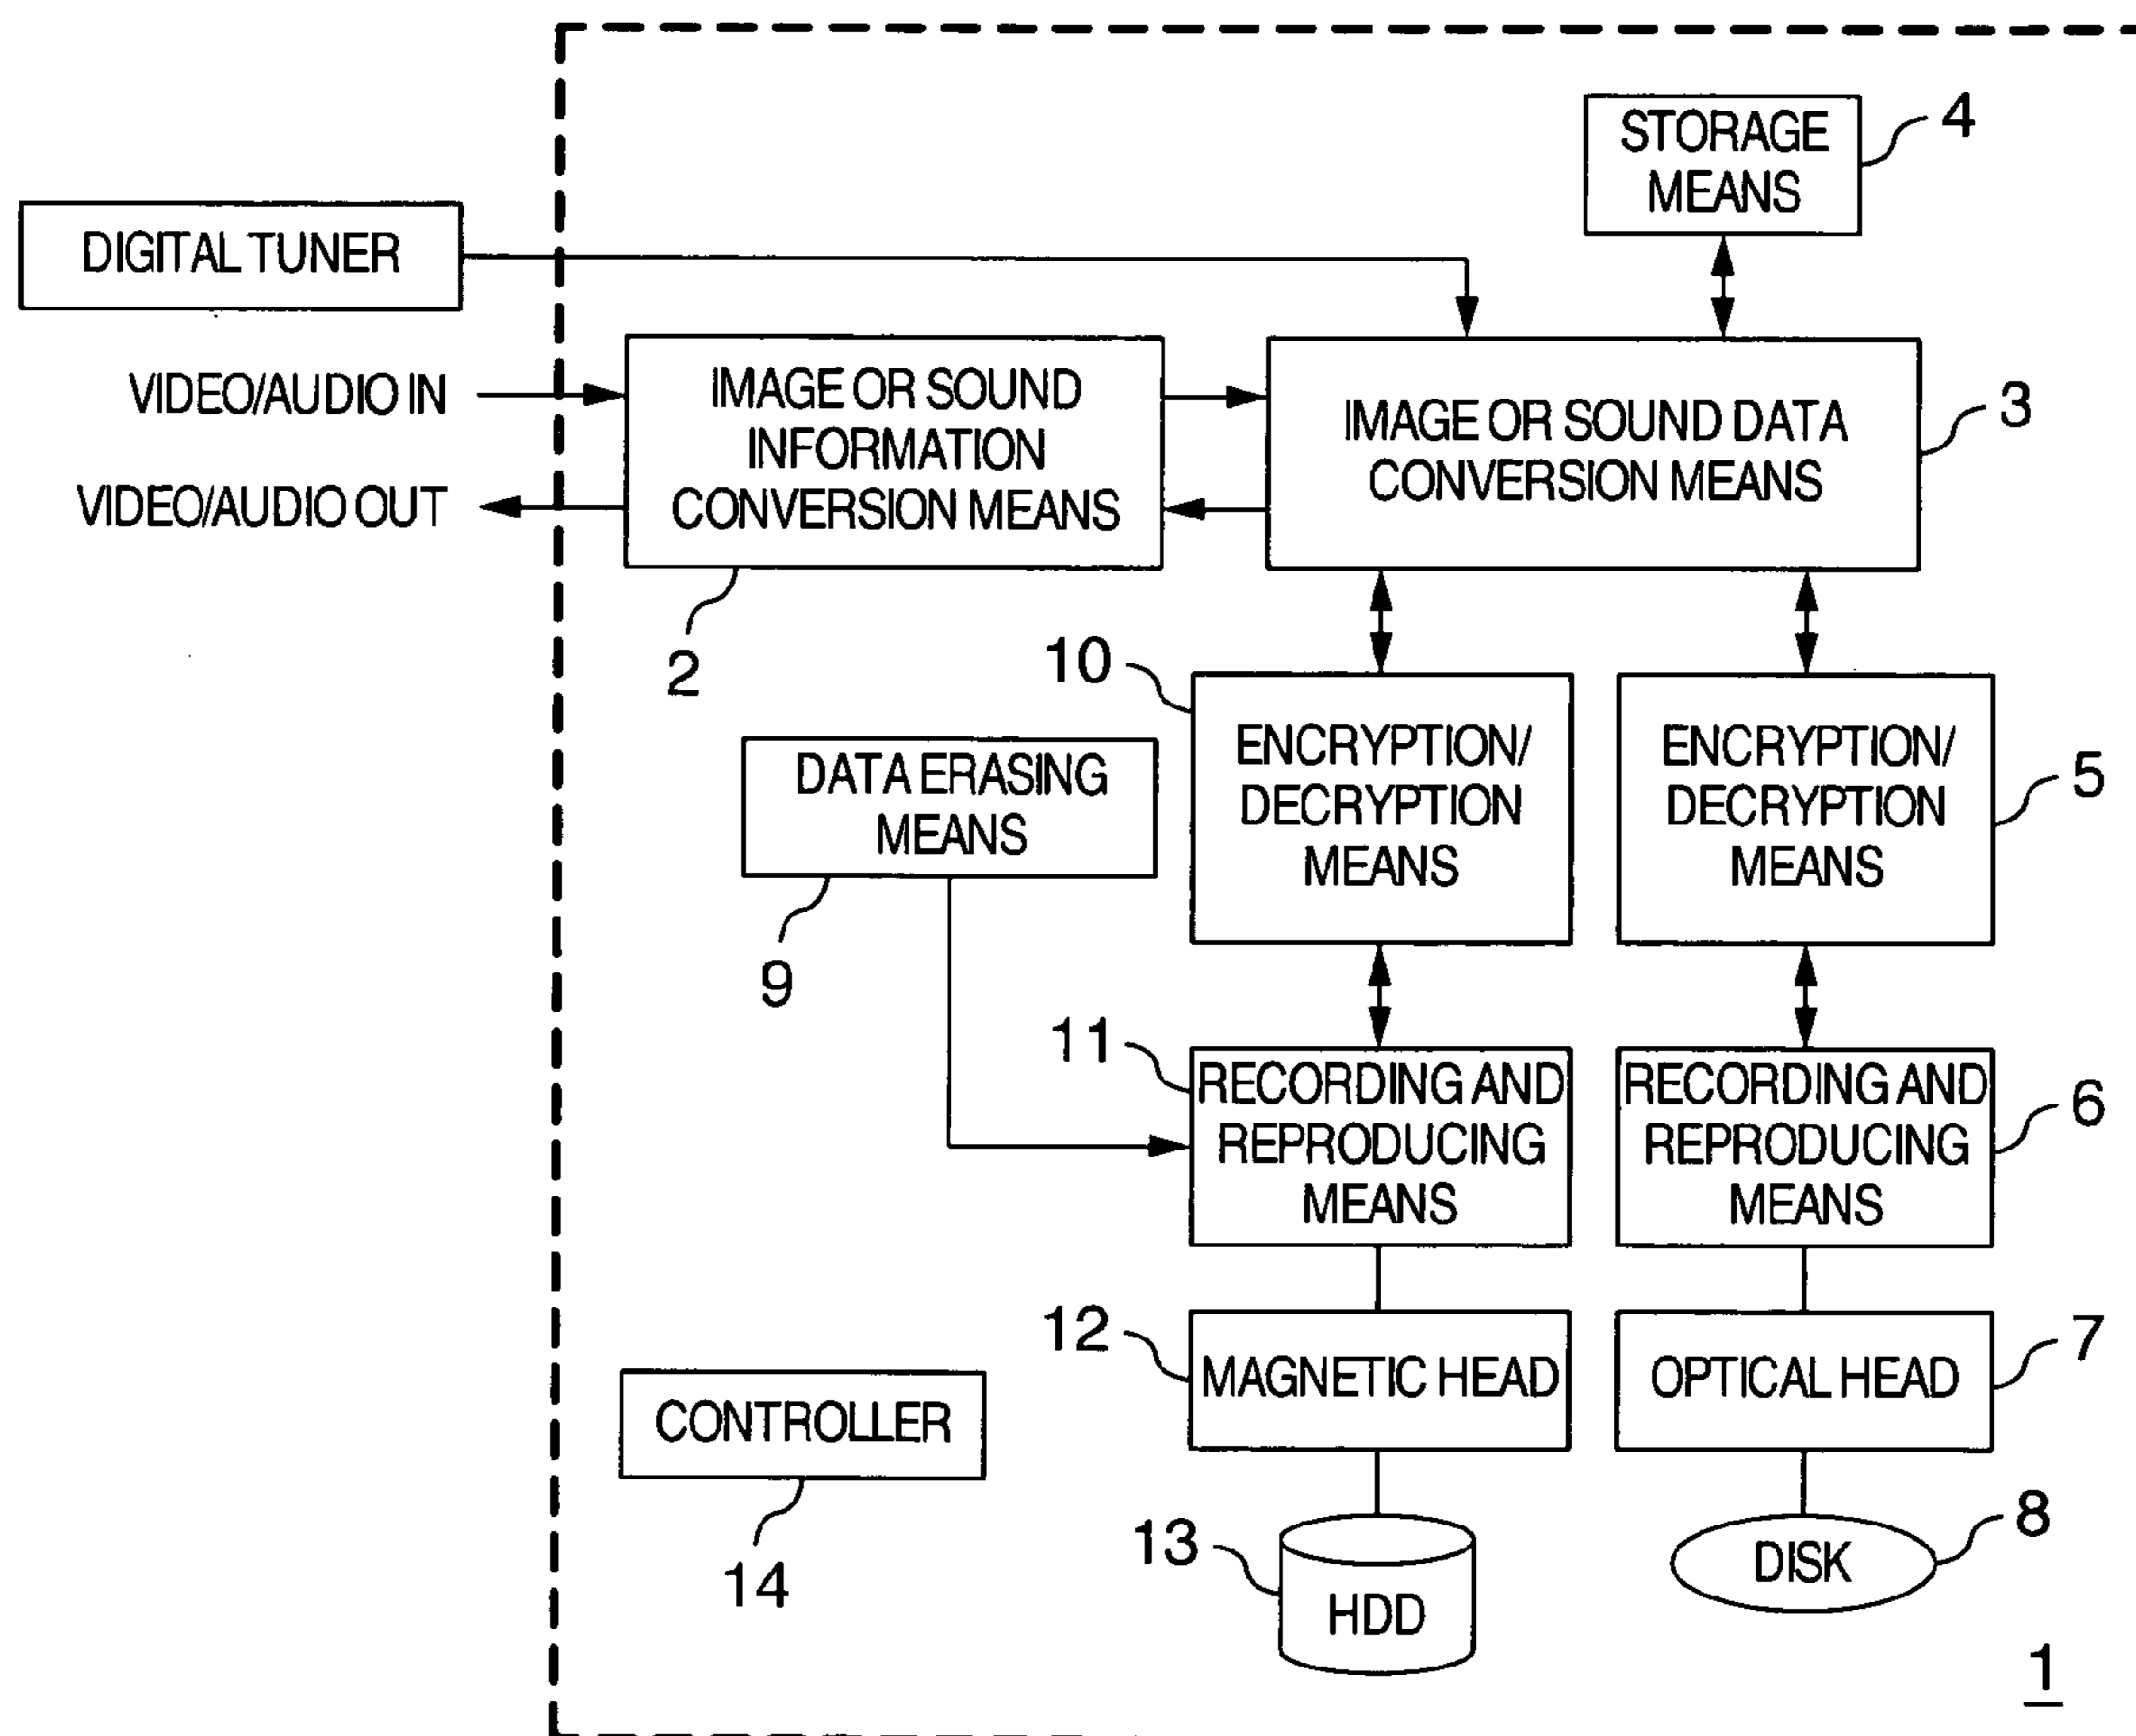 STORAGE
MEANS
4
DIGITAL TUNER
VIDEO/AUDIO IN
VIDEO/AUDIO OUT
IMAGE OR SOUND
INFORMATION
CONVERSION MEANS
2
IMAGE OR SOUND DATA
CONVERSION MEANS
3
10
ENCRYPTION/
DECRYPTION
MEANS
ENCRYPTION/
DECRYPTION
MEANS
5
DATA ERASING
MEANS
9
11
RECORDING AND
REPRODUCING
MEANS
RECORDING AND
REPRODUCING
MEANS
6
12
MAGNETIC HEAD
OPTICAL HEAD
7
CONTROLLER
14
13
HDD
DISK
8
1